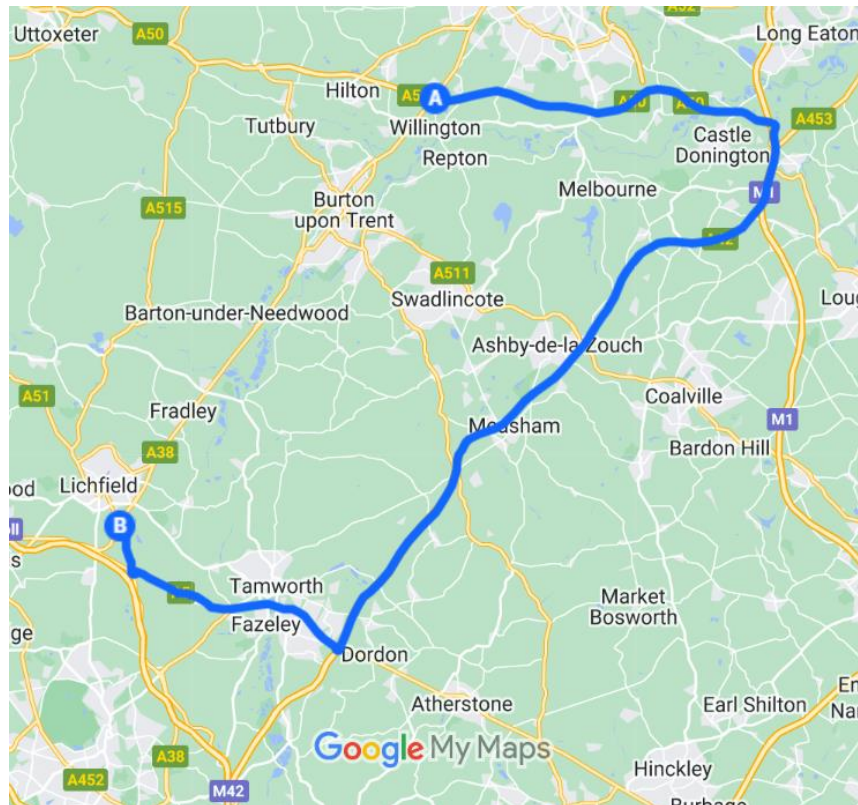 A52
Uttoxeter
A50
Long Eaton
Hilton
A
A50
A50
A453
Willington
Castle
Donington
Tutbury
Repton
Melbourne
M1
A515
Burton
upon Trent
A42
A511
Swadlincote
Barton-under-Needwood
Ashby-de-la-Zouch
A51
Coalville
Fradley
Measham
M1
Bardon Hill
A38
Lichfield
B
Tamworth
Fazeley
Market
Bosworth
Dordon
Atherstone
Earl Shilton
Google My Maps
A38
A452
M42
Hinckley
Burbage